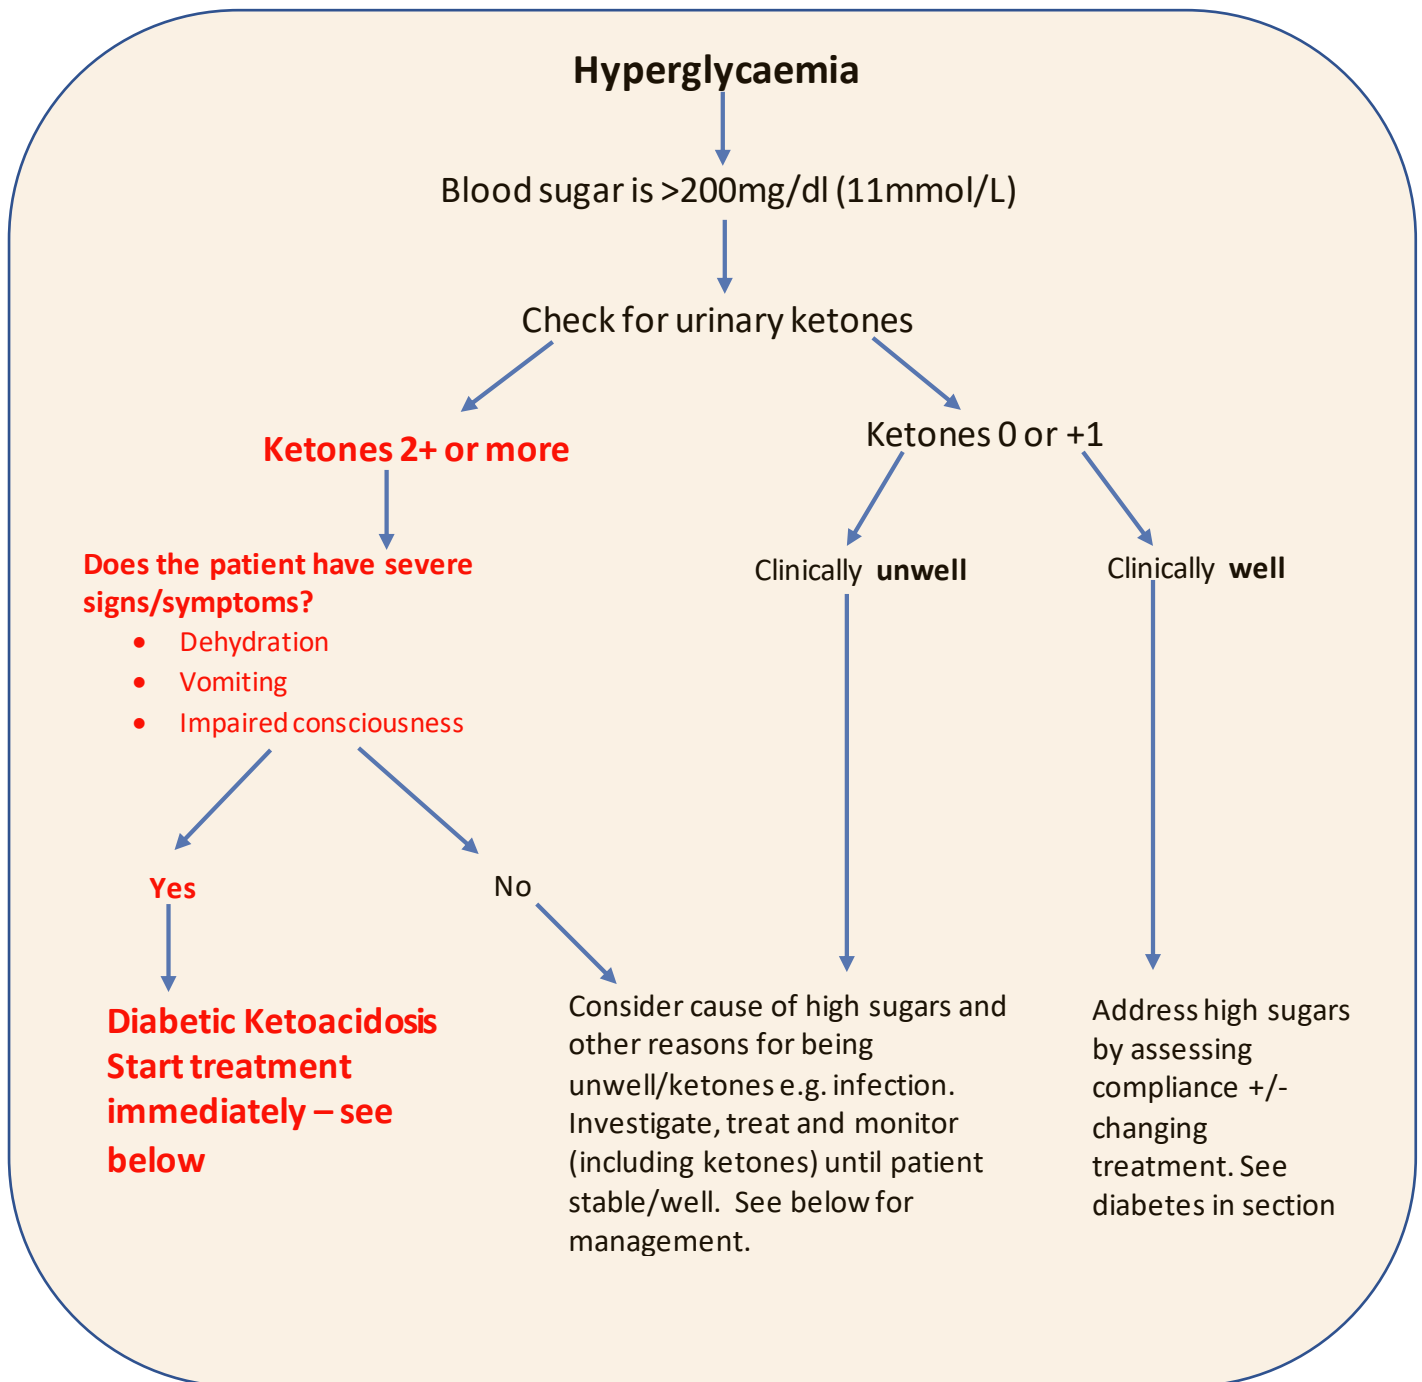 Hyperglycaemia
Blood sugar is >200mg/dl (11mmol/L)
Check for urinary ketones
Ketones 2+ or more
Ketones 0 or +1
Does the patient have severe
signs/symptoms?
• Dehydration
• Vomiting
• Impaired consciousness
Clinically unwell
Clinically well
Yes
No
Diabetic Ketoacidosis
Start treatment
immediately – see
below
Consider cause of high sugars and
other reasons for being
unwell/ketones e.g. infection.
Investigate, treat and monitor
(including ketones) until patient
stable/well. See below for
management.
Address high sugars
by assessing
compliance +/-
changing
treatment. See
diabetes in section